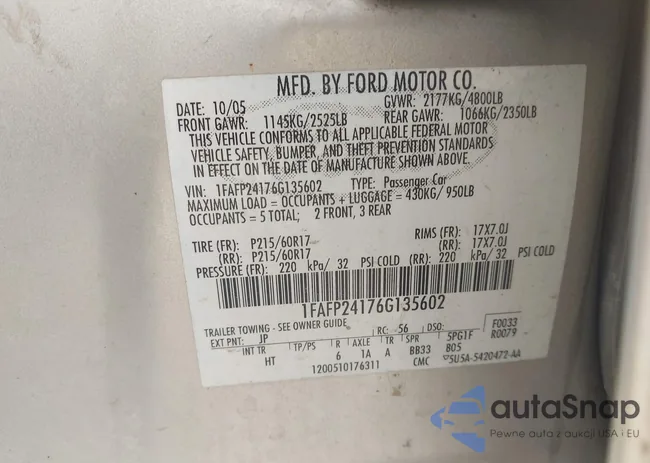 MFD. BY FORD MOTOR CO.
DATE: 10/05 GVWR: 2177KG/4800LB
FRONT GAWR: 1145KG/2525LB REAR GAWR: 1066KG/2350LB
THIS VEHICLE CONFORMS TO ALL APPLICABLE FEDERAL MOTOR
VEHICLE SAFETY, BUMPER, AND THEFT PREVENTION STANDARDS
IN EFFECT ON THE DATE OF MANUFACTURE SHOWN ABOVE.
VIN: 1FAFP24176G135602 TYPE: Passenger Car
MAXIMUM LOAD = OCCUPANTS + LUGGAGE = 430KG/ 950LB
OCCUPANTS = 5 TOTAL; 2 FRONT, 3 REAR
TIRE (FR): P215/60R17 RIMS (FR): 17X7.0J
(RR): P215/60R17 (RR): 17X7.0J
PRESSURE (FR): 220 kPa/ 32 PSI COLD (RR): 220 kPa/ 32 PSI COLD
1FAFP24176G135602
TRAILER TOWING - SEE OWNER GUIDE
RC: 56 DSO: F0033
EXT PNT: JP R0079
INT TR TP/PS R AXLE TR SPR 5PG1F
HT 6 1A A BB33 B05
1200510176311 CMC 5U5A-5420472-AA
autaSnap
Pewne auta z aukcji USA i EU